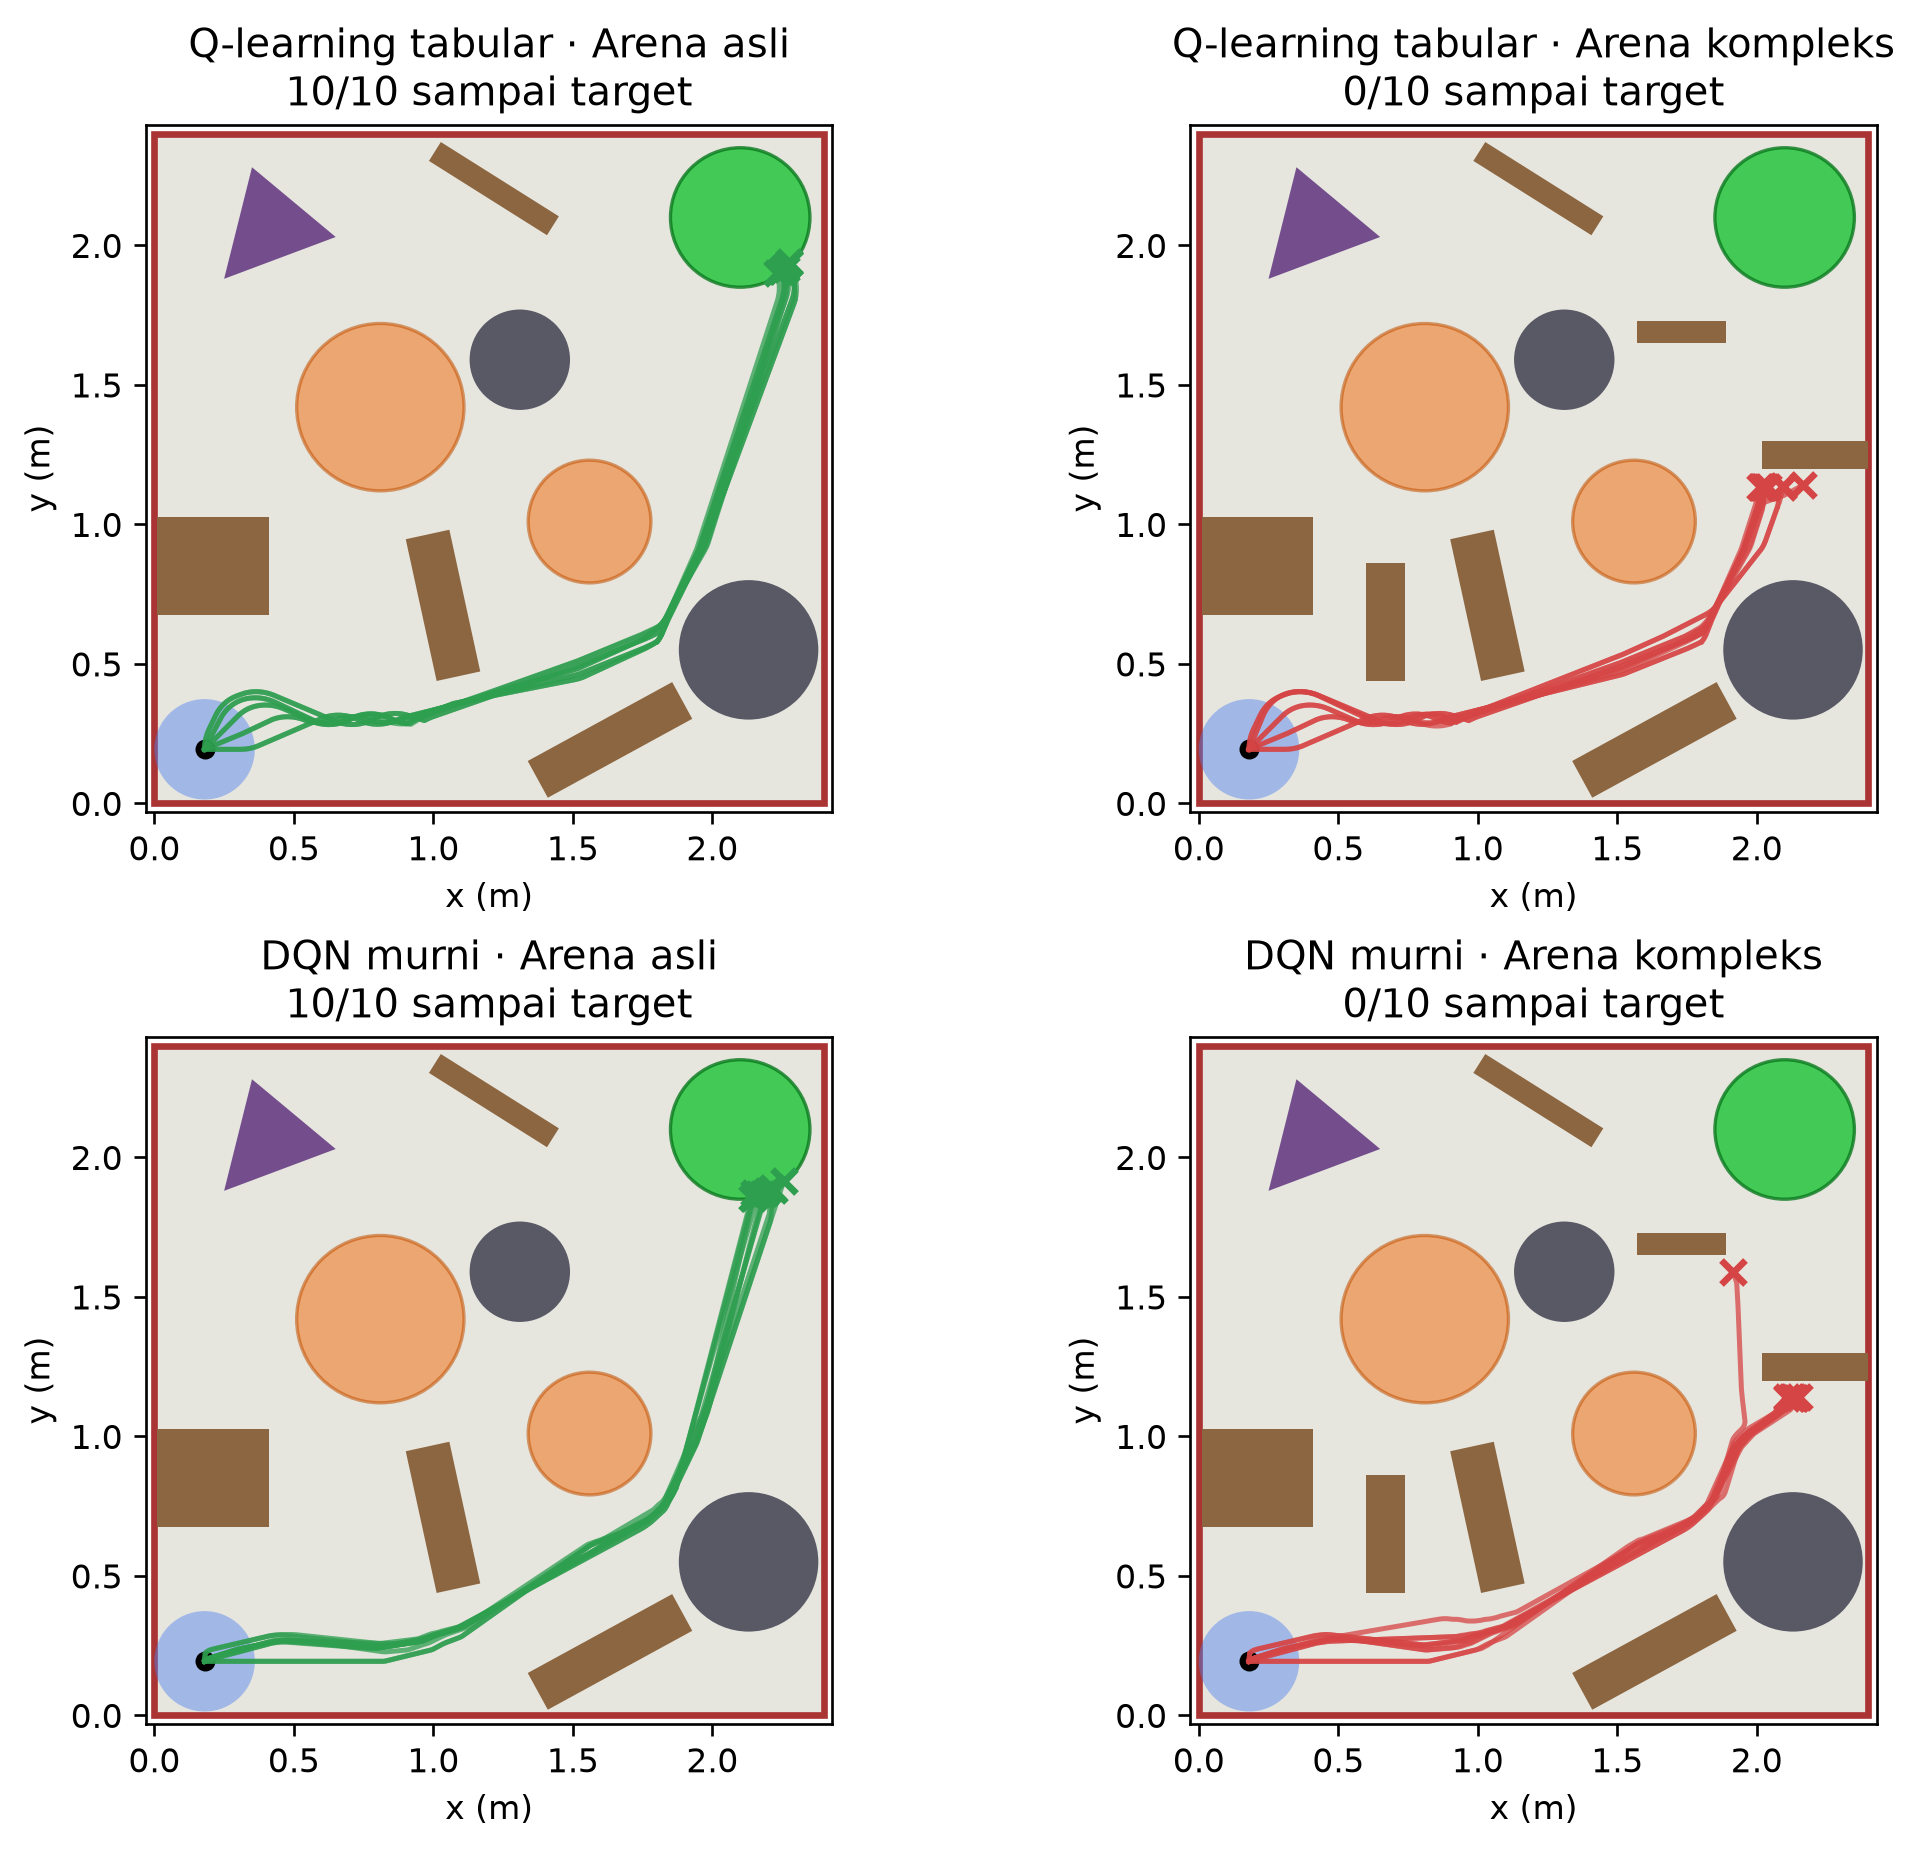 Q-learning tabular · Arena asli
10/10 sampai target
2.0
1.5
1.0
0.5
0.0
y (m)
0.0 0.5 1.0 1.5 2.0
x (m)
Q-learning tabular · Arena kompleks
0/10 sampai target
2.0
1.5
1.0
0.5
0.0
y (m)
0.0 0.5 1.0 1.5 2.0
x (m)
DQN murni · Arena asli
10/10 sampai target
2.0
1.5
1.0
0.5
0.0
y (m)
0.0 0.5 1.0 1.5 2.0
x (m)
DQN murni · Arena kompleks
0/10 sampai target
2.0
1.5
1.0
0.5
0.0
y (m)
0.0 0.5 1.0 1.5 2.0
x (m)